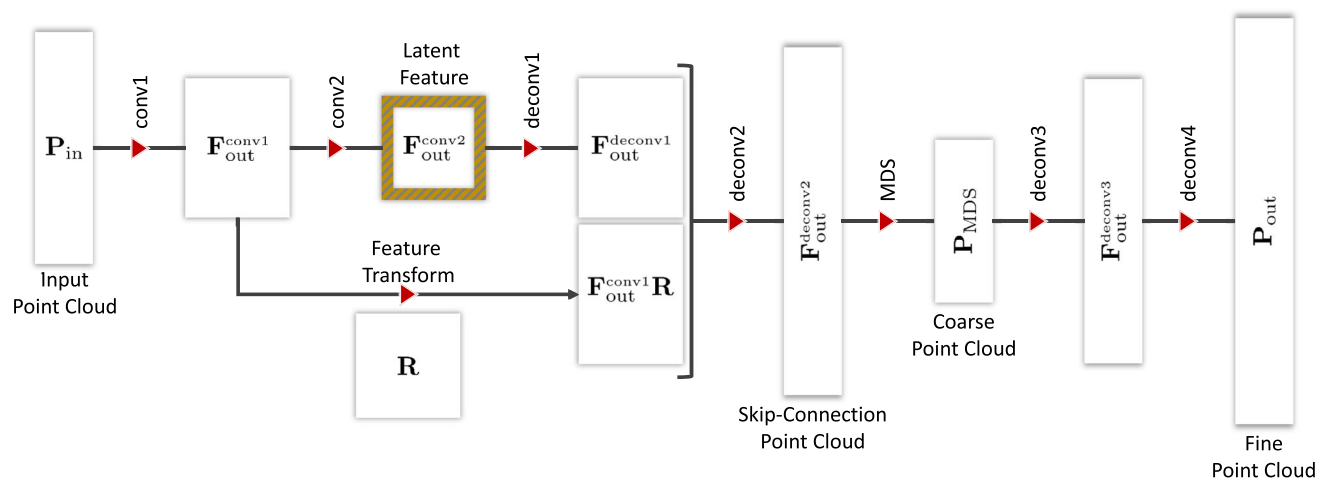 P_in
Input
Point Cloud
conv1
F_out^conv1
conv2
Latent
Feature
F_out^conv2
deconv1
F_out^deconv1
Feature
Transform
R
F_out^conv1 R
deconv2
F_out^deconv2
Skip-Connection
Point Cloud
MDS
P_MDS
Coarse
Point Cloud
deconv3
F_out^deconv3
deconv4
P_out
Fine
Point Cloud